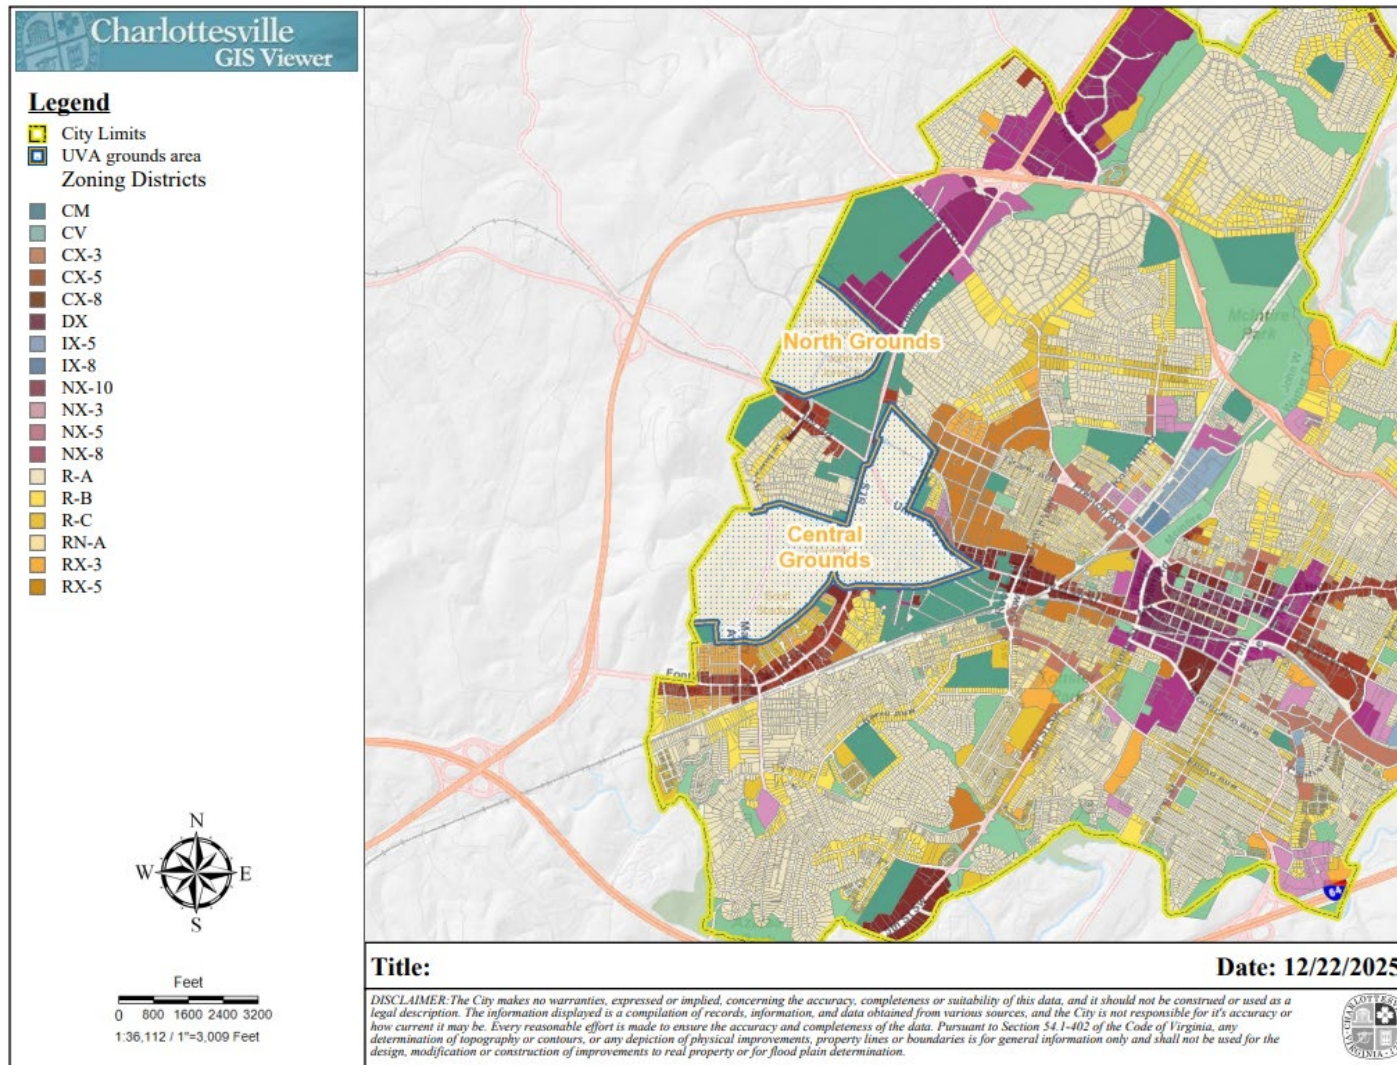 Charlottesville
GIS Viewer
Legend
City Limits
UVA grounds area
Zoning Districts
CM
CV
CX-3
CX-5
CX-8
DX
IX-5
IX-8
NX-10
NX-3
NX-5
NX-8
R-A
R-B
R-C
RN-A
RX-3
RX-5
N
W
E
S
Feet
0 800 1600 2400 3200
1:36,112 / 1"=3,009 Feet
North Grounds
Central
Grounds
McIntire
Park
64
Title:
Date: 12/22/2025
DISCLAIMER:The City makes no warranties, expressed or implied, concerning the accuracy, completeness or suitability of this data, and it should not be construed or used as a
legal description. The information displayed is a compilation of records, information, and data obtained from various sources, and the City is not responsible for it's accuracy or
how current it may be. Every reasonable effort is made to ensure the accuracy and completeness of the data. Pursuant to Section 54.1-402 of the Code of Virginia, any
determination of topography or contours, or any depiction of physical improvements, property lines or boundaries is for general information only and shall not be used for the
design, modification or construction of improvements to real property or for flood plain determination.